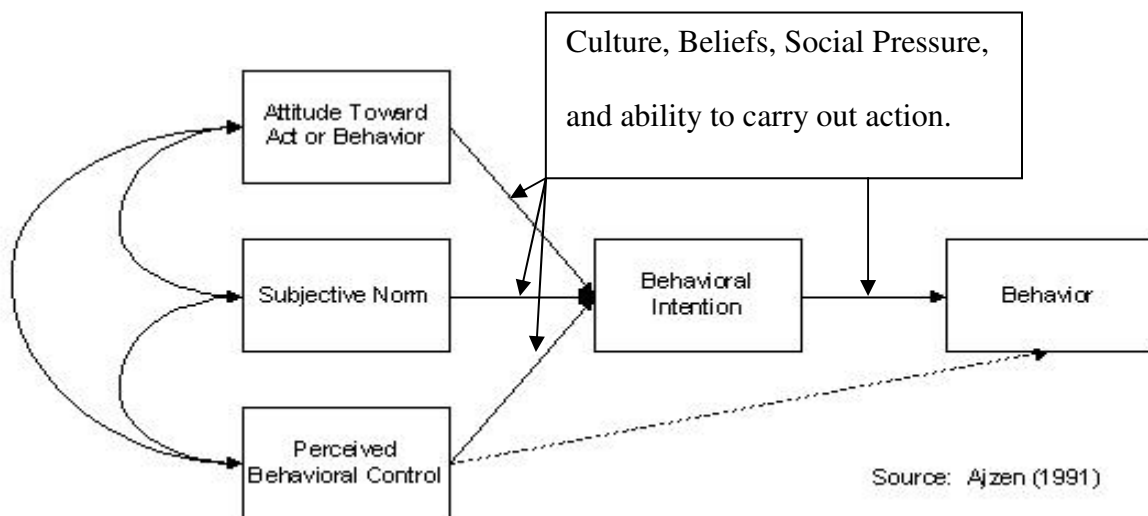 Culture, Beliefs, Social Pressure,
and ability to carry out action.
Attitude Toward
Act or Behavior
Subjective Norm
Behavioral
Intention
Behavior
Perceived
Behavioral Control
Source: Ajzen (1991)